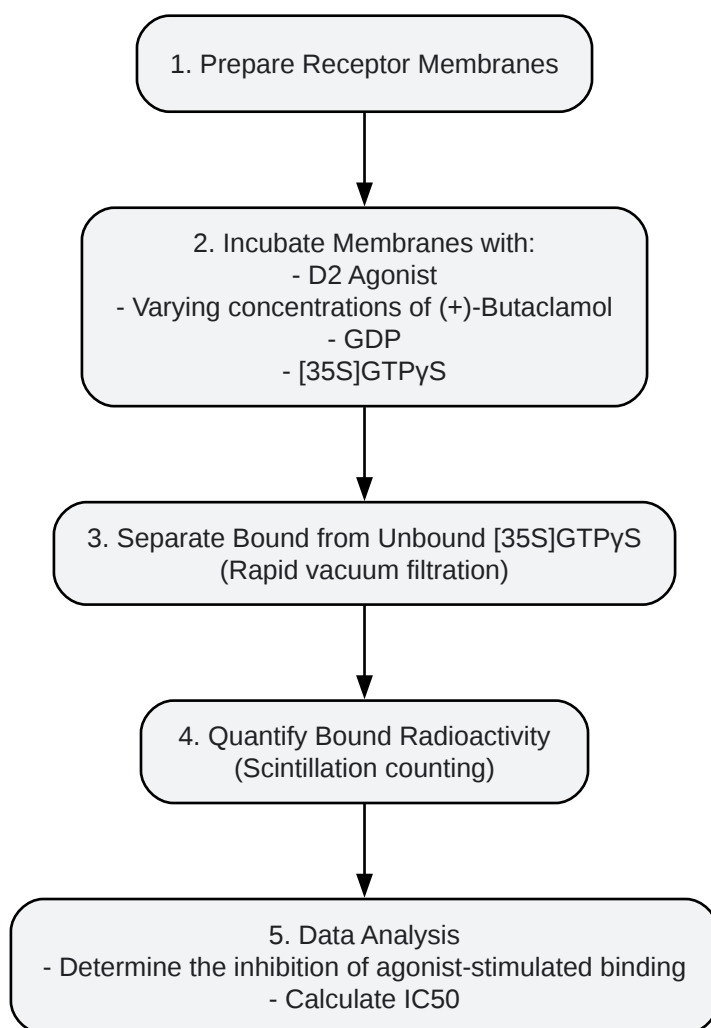 1. Prepare Receptor Membranes
2. Incubate Membranes with:
- D2 Agonist
- Varying concentrations of (+)-Butaclamol
- GDP
- [35S]GTPγS
3. Separate Bound from Unbound [35S]GTPγS
(Rapid vacuum filtration)
4. Quantify Bound Radioactivity
(Scintillation counting)
5. Data Analysis
- Determine the inhibition of agonist-stimulated binding
- Calculate IC50